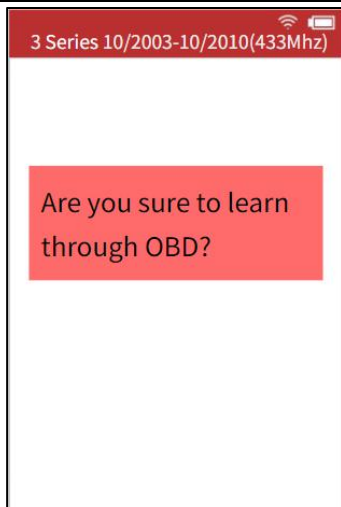 3 Series 10/2003-10/2010(433Mhz)
Are you sure to learn
through OBD?